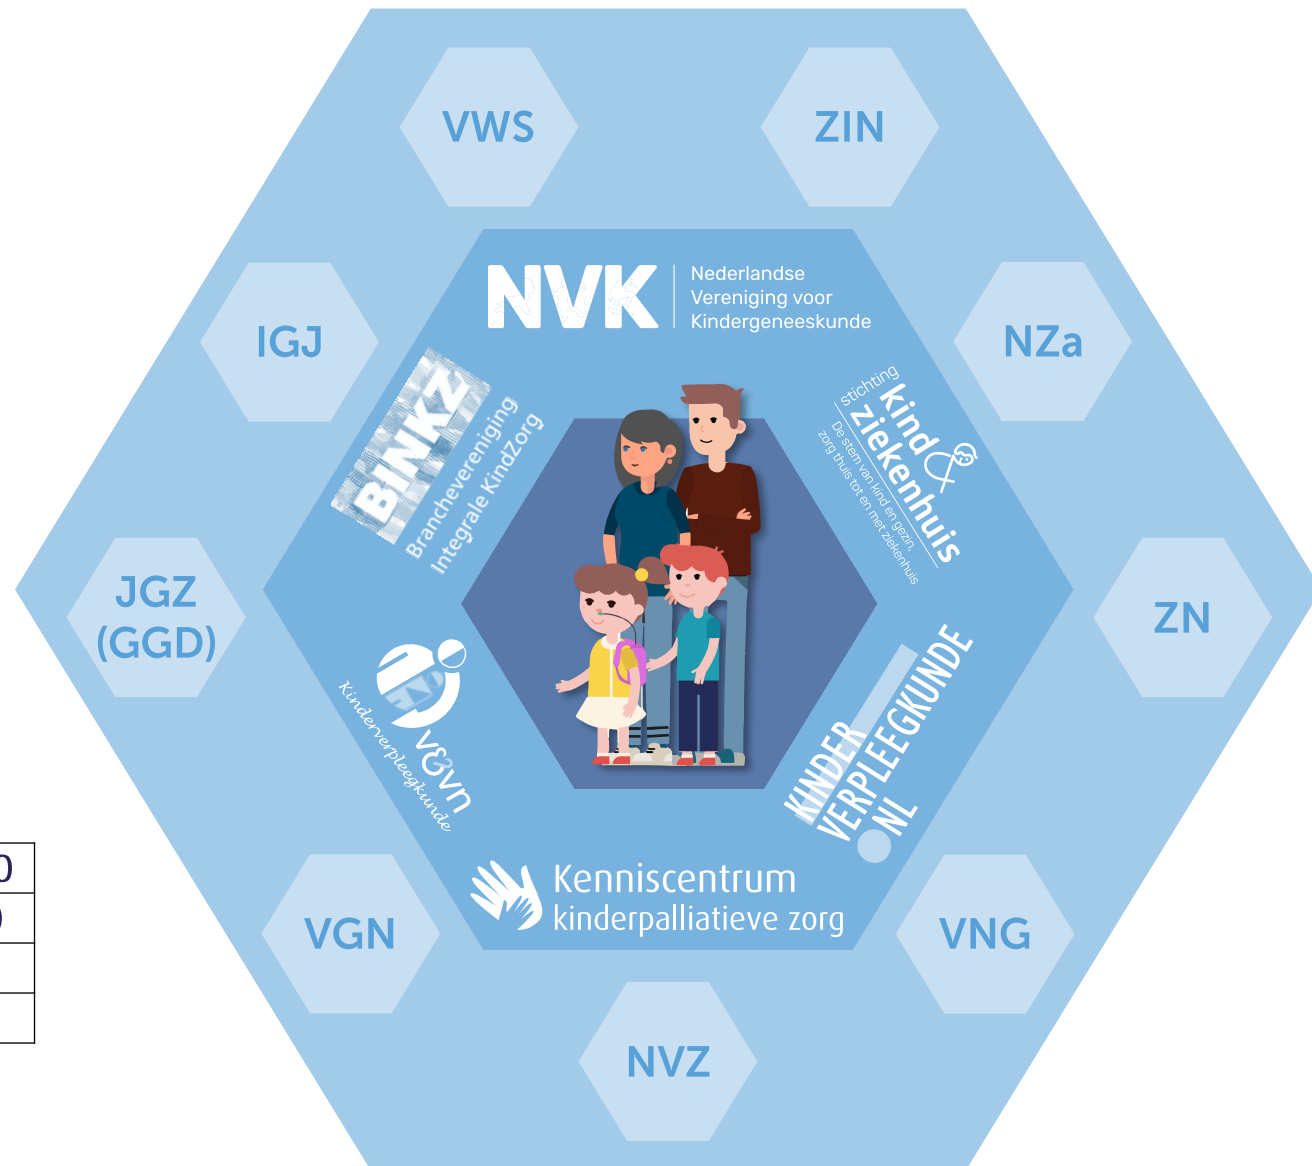 VWS
ZIN
IGJ
NVK
Nederlandse
Vereniging voor
Kindergeneeskunde
NZa
BINKZ
Branchevereniging
Integrale KindZorg
stichting
kind &
ziekenhuis
De stem van kind en gezin,
zorg thuis tot en met ziekenhuis
JGZ
(GGD)
ZN
v&vn
Kinderverpleegkunde
KINDER
VERPLEEGKUNDE
.NL
Kenniscentrum
kinderpalliatieve zorg
VGN
VNG
NVZ